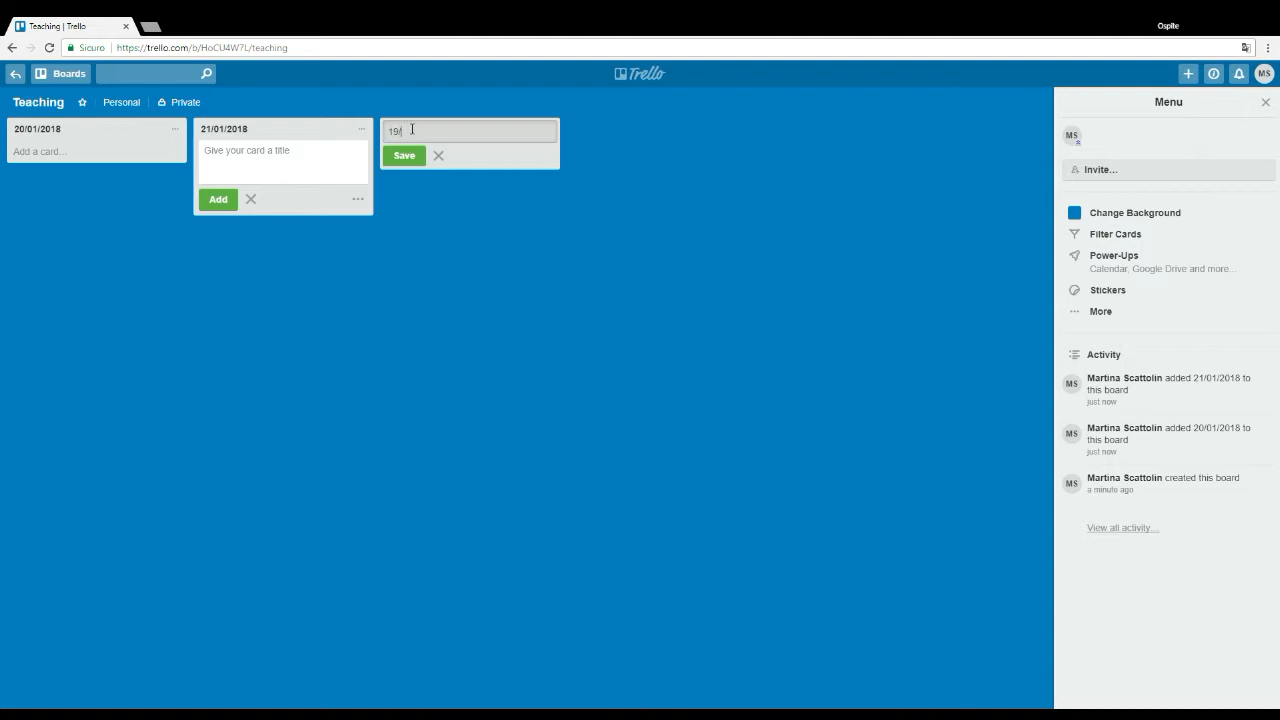 Teaching | Trello
Ospite
Sicuro
https://trello.com/b/HoCU4W7L/teaching
Boards
Trello
MS
Teaching
Personal
Private
20/01/2018
Add a card...
21/01/2018
Give your card a title
Add
19/
Save
Menu
MS
Invite...
Change Background
Filter Cards
Power-Ups
Calendar, Google Drive and more...
Stickers
More
Activity
MS
Martina Scattolin added 21/01/2018 to
this board
just now
MS
Martina Scattolin added 20/01/2018 to
this board
just now
MS
Martina Scattolin created this board
a minute ago
View all activity...